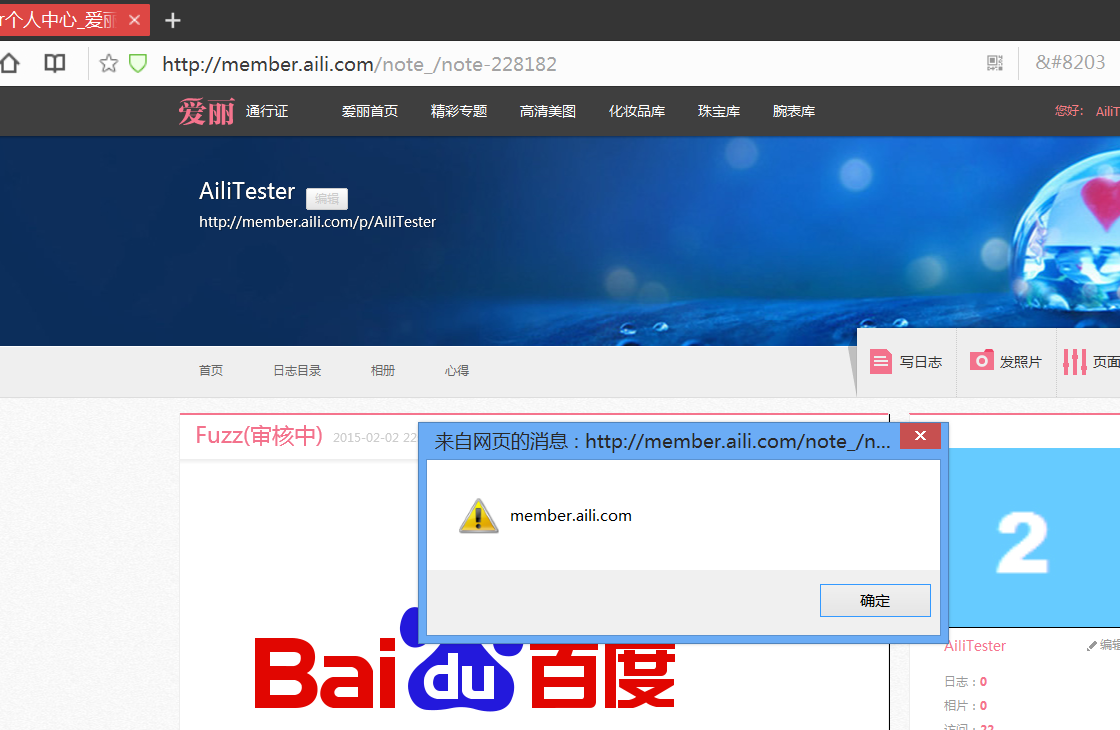 r个人中心_爱丽
http://member.aili.com/note_/note-228182
&#8203
爱丽 通行证 爱丽首页 精彩专题 高清美图 化妆品库 珠宝库 腕表库 您好： AiliT
AiliTester 编辑
http://member.aili.com/p/AiliTester
首页 日志目录 相册 心得
写日志 发照片 页面
Fuzz(审核中) 2015-02-02 22
来自网页的消息 : http://member.aili.com/note_/n...
member.aili.com
确定
2
Bai du 百度
AiliTester 编辑
日志：0
相片：0
访问：22